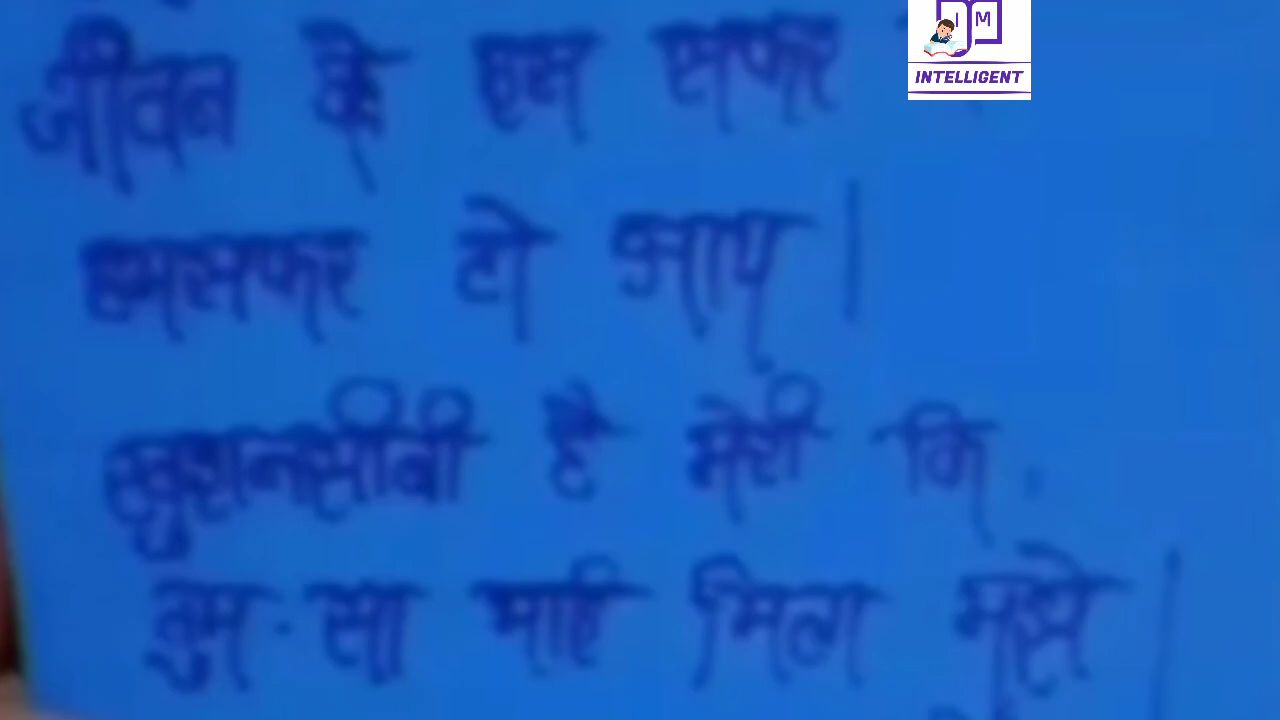 जीवन के इस सफर
हमसफर हो आप |
खुशनसीबी है मेरी कि
तुम-सा भाई मिला मुझे |
I M
INTELLIGENT